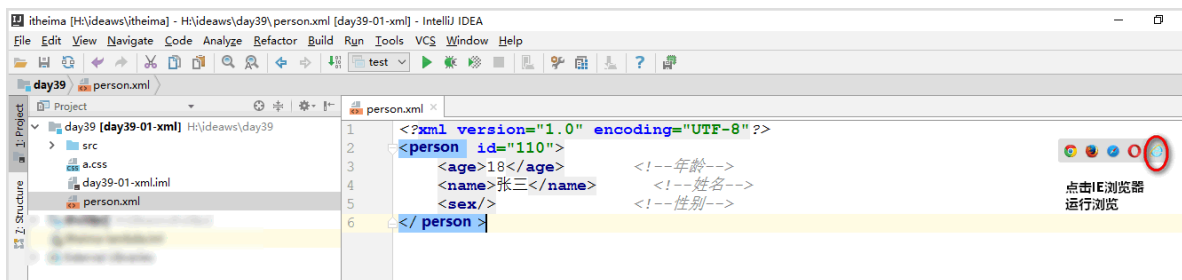 itheima [H:\ideaws\itheima] - H:\ideaws\day39\person.xml [day39-01-xml] - IntelliJ IDEA
File Edit View Navigate Code Analyze Refactor Build Run Tools VCS Window Help
test
day39 person.xml
Project
person.xml
1: Project
day39 [day39-01-xml] H:\ideaws\day39
src
a.css
day39-01-xml.iml
person.xml
7: Structure
1 <?xml version="1.0" encoding="UTF-8"?>
2 <person id="110">
3 <age>18</age> <!--年龄-->
4 <name>张三</name> <!--姓名-->
5 <sex/> <!--性别-->
6 </ person >
点击IE浏览器
运行浏览